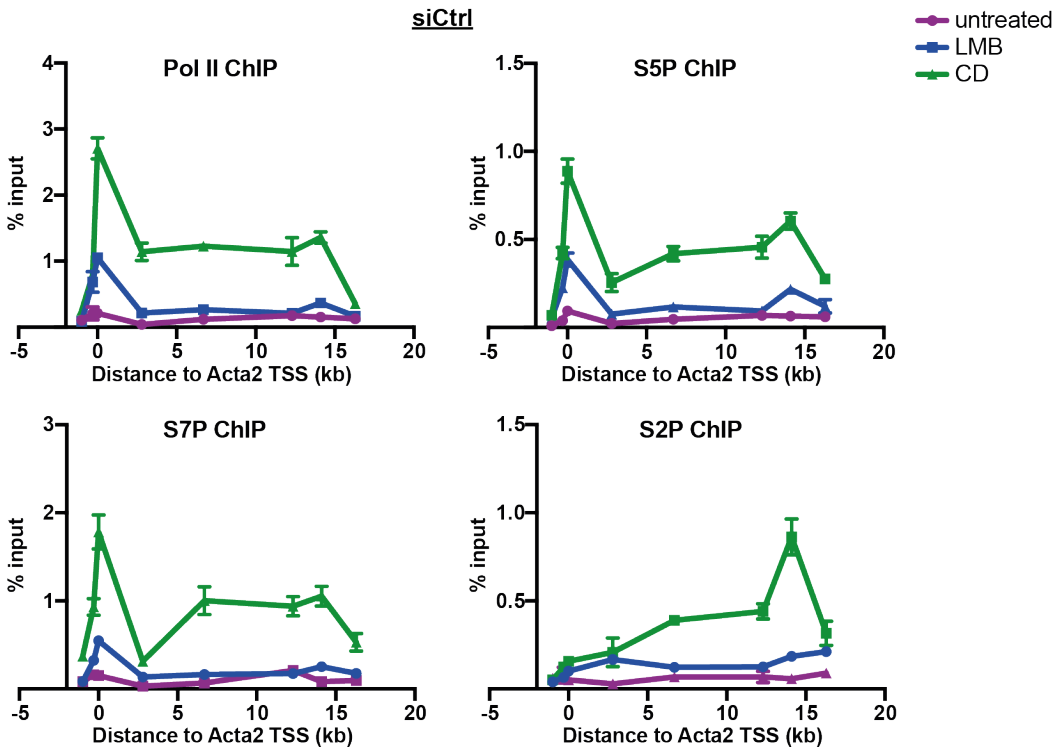 siCtrl
untreated
LMB
CD
Pol II ChIP
4
3
2
1
% input
-5 0 5 10 15 20
Distance to Acta2 TSS (kb)
S5P ChIP
1.5
1.0
0.5
% input
-5 0 5 10 15 20
Distance to Acta2 TSS (kb)
S7P ChIP
3
2
1
% input
-5 0 5 10 15 20
Distance to Acta2 TSS (kb)
S2P ChIP
1.5
1.0
0.5
% input
-5 0 5 10 15 20
Distance to Acta2 TSS (kb)